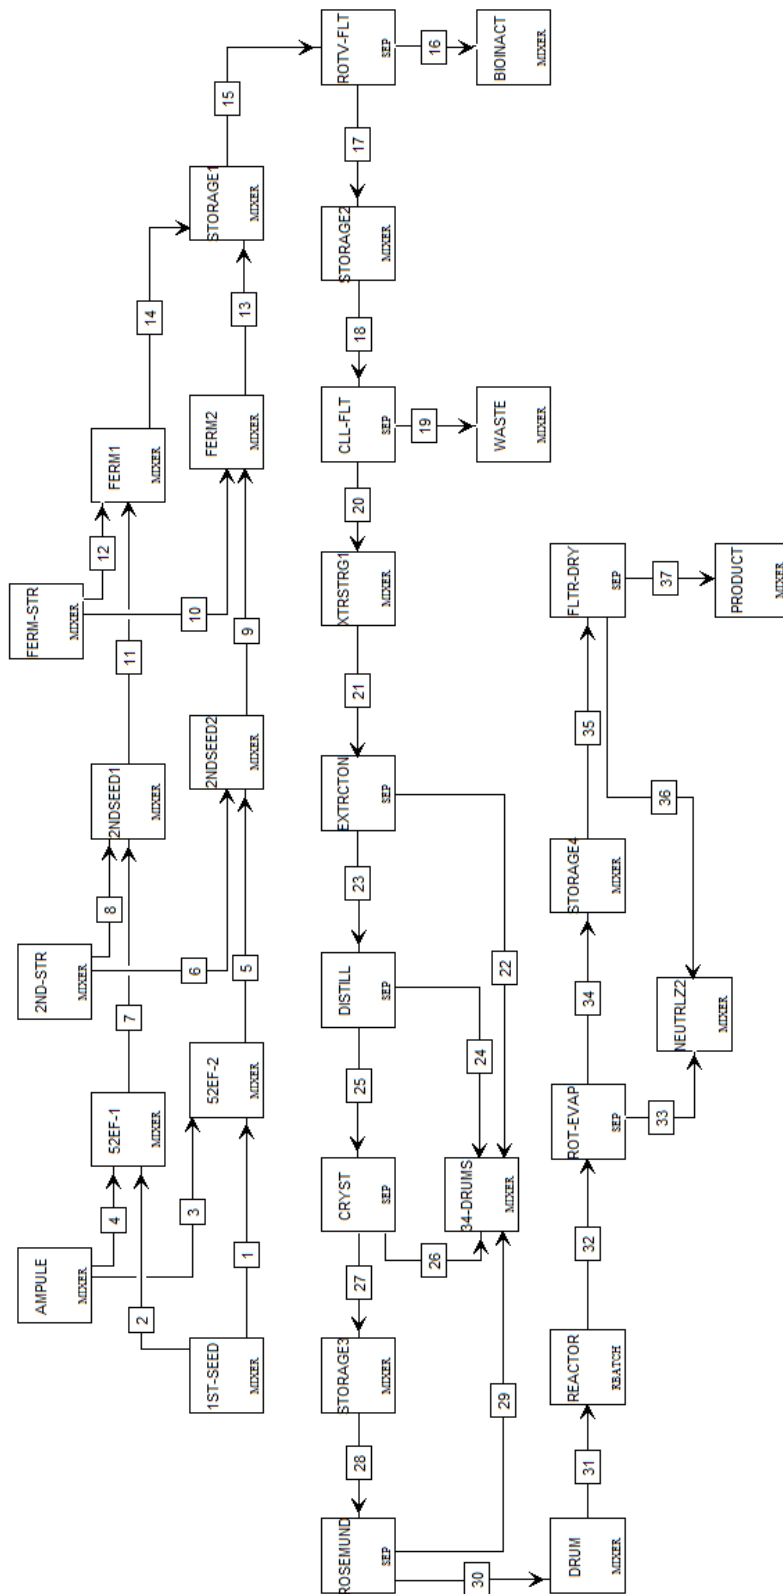 AMPULE
MIXER
1ST-SEED
MIXER
4
2
3
1
52EF-1
MIXER
52EF-2
MIXER
2ND-STR
MIXER
7
8
6
5
2NDSEED1
MIXER
2NDSEED2
MIXER
FERM-STR
MIXER
11
12
10
9
FERM1
MIXER
FERM2
MIXER
14
13
STORAGE1
MIXER
15
ROTV-FLT
SEP
16
BIOINACT
MIXER
17
STORAGE2
MIXER
18
CLL-FLT
SEP
19
WASTE
MIXER
20
XTRSTRG1
MIXER
21
EXTRCTON
SEP
22
23
DISTILL
SEP
24
25
CRYST
SEP
26
34-DRUMS
MIXER
27
STORAGE3
MIXER
28
ROSEMUND
SEP
29
30
DRUM
MIXER
31
REACTOR
RBATCH
32
ROT-EVAP
SEP
33
NEUTRLZ2
MIXER
34
STORAGE4
MIXER
35
FLTR-DRY
SEP
36
37
PRODUCT
MIXER